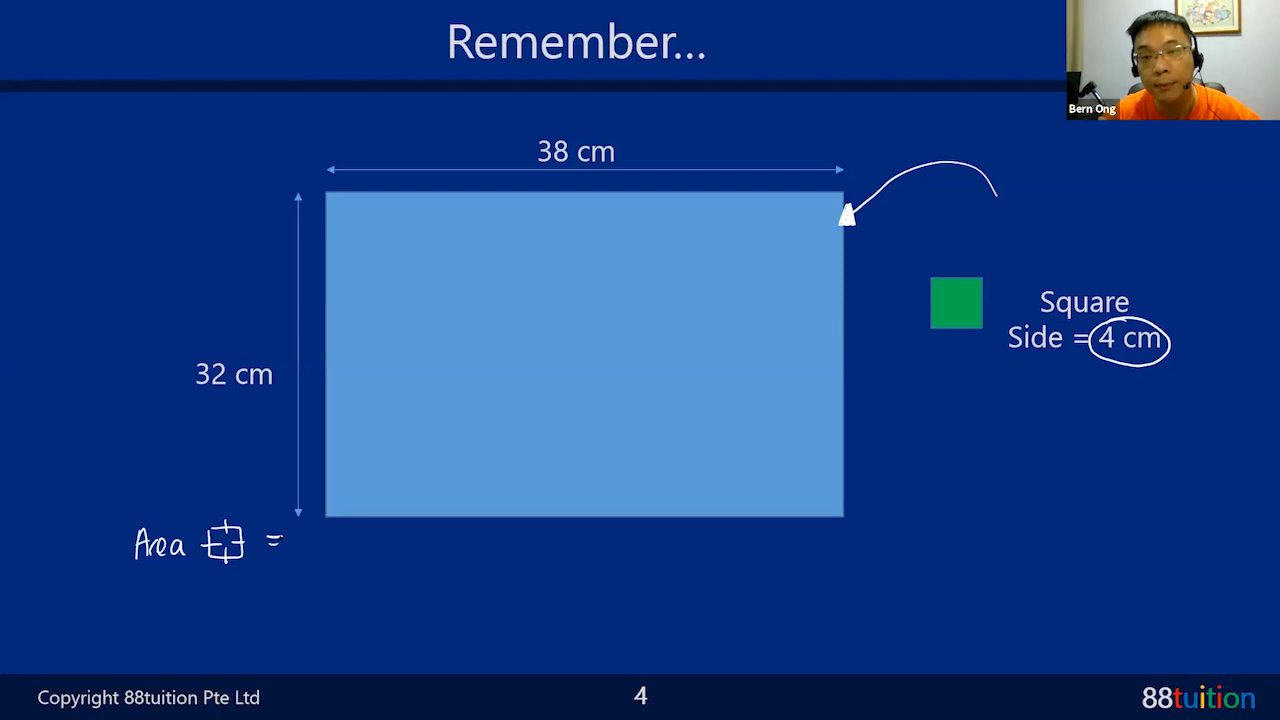 Remember...
Bern Ong
38 cm
Square
Side = 4 cm
32 cm
Area =
Copyright 88tuition Pte Ltd
4
88tuition